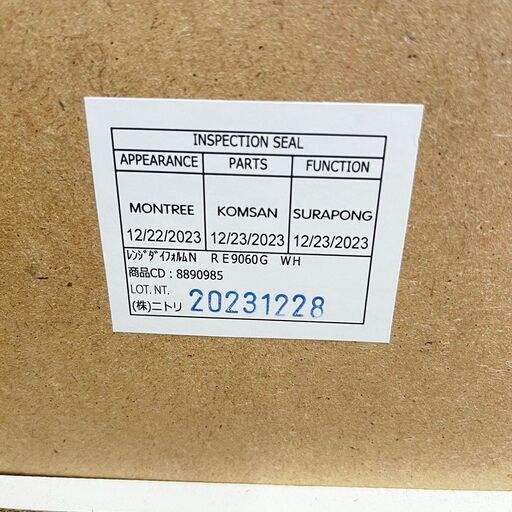 INSPECTION SEAL
APPEARANCE PARTS FUNCTION
MONTREE KOMSAN SURAPONG
12/22/2023 12/23/2023 12/23/2023
ﾚﾝｼﾞﾀﾞｲﾌｫﾙﾑN RE9060G WH
商品CD：8890985
LOT. NT. 20231228
(株)ニトリ